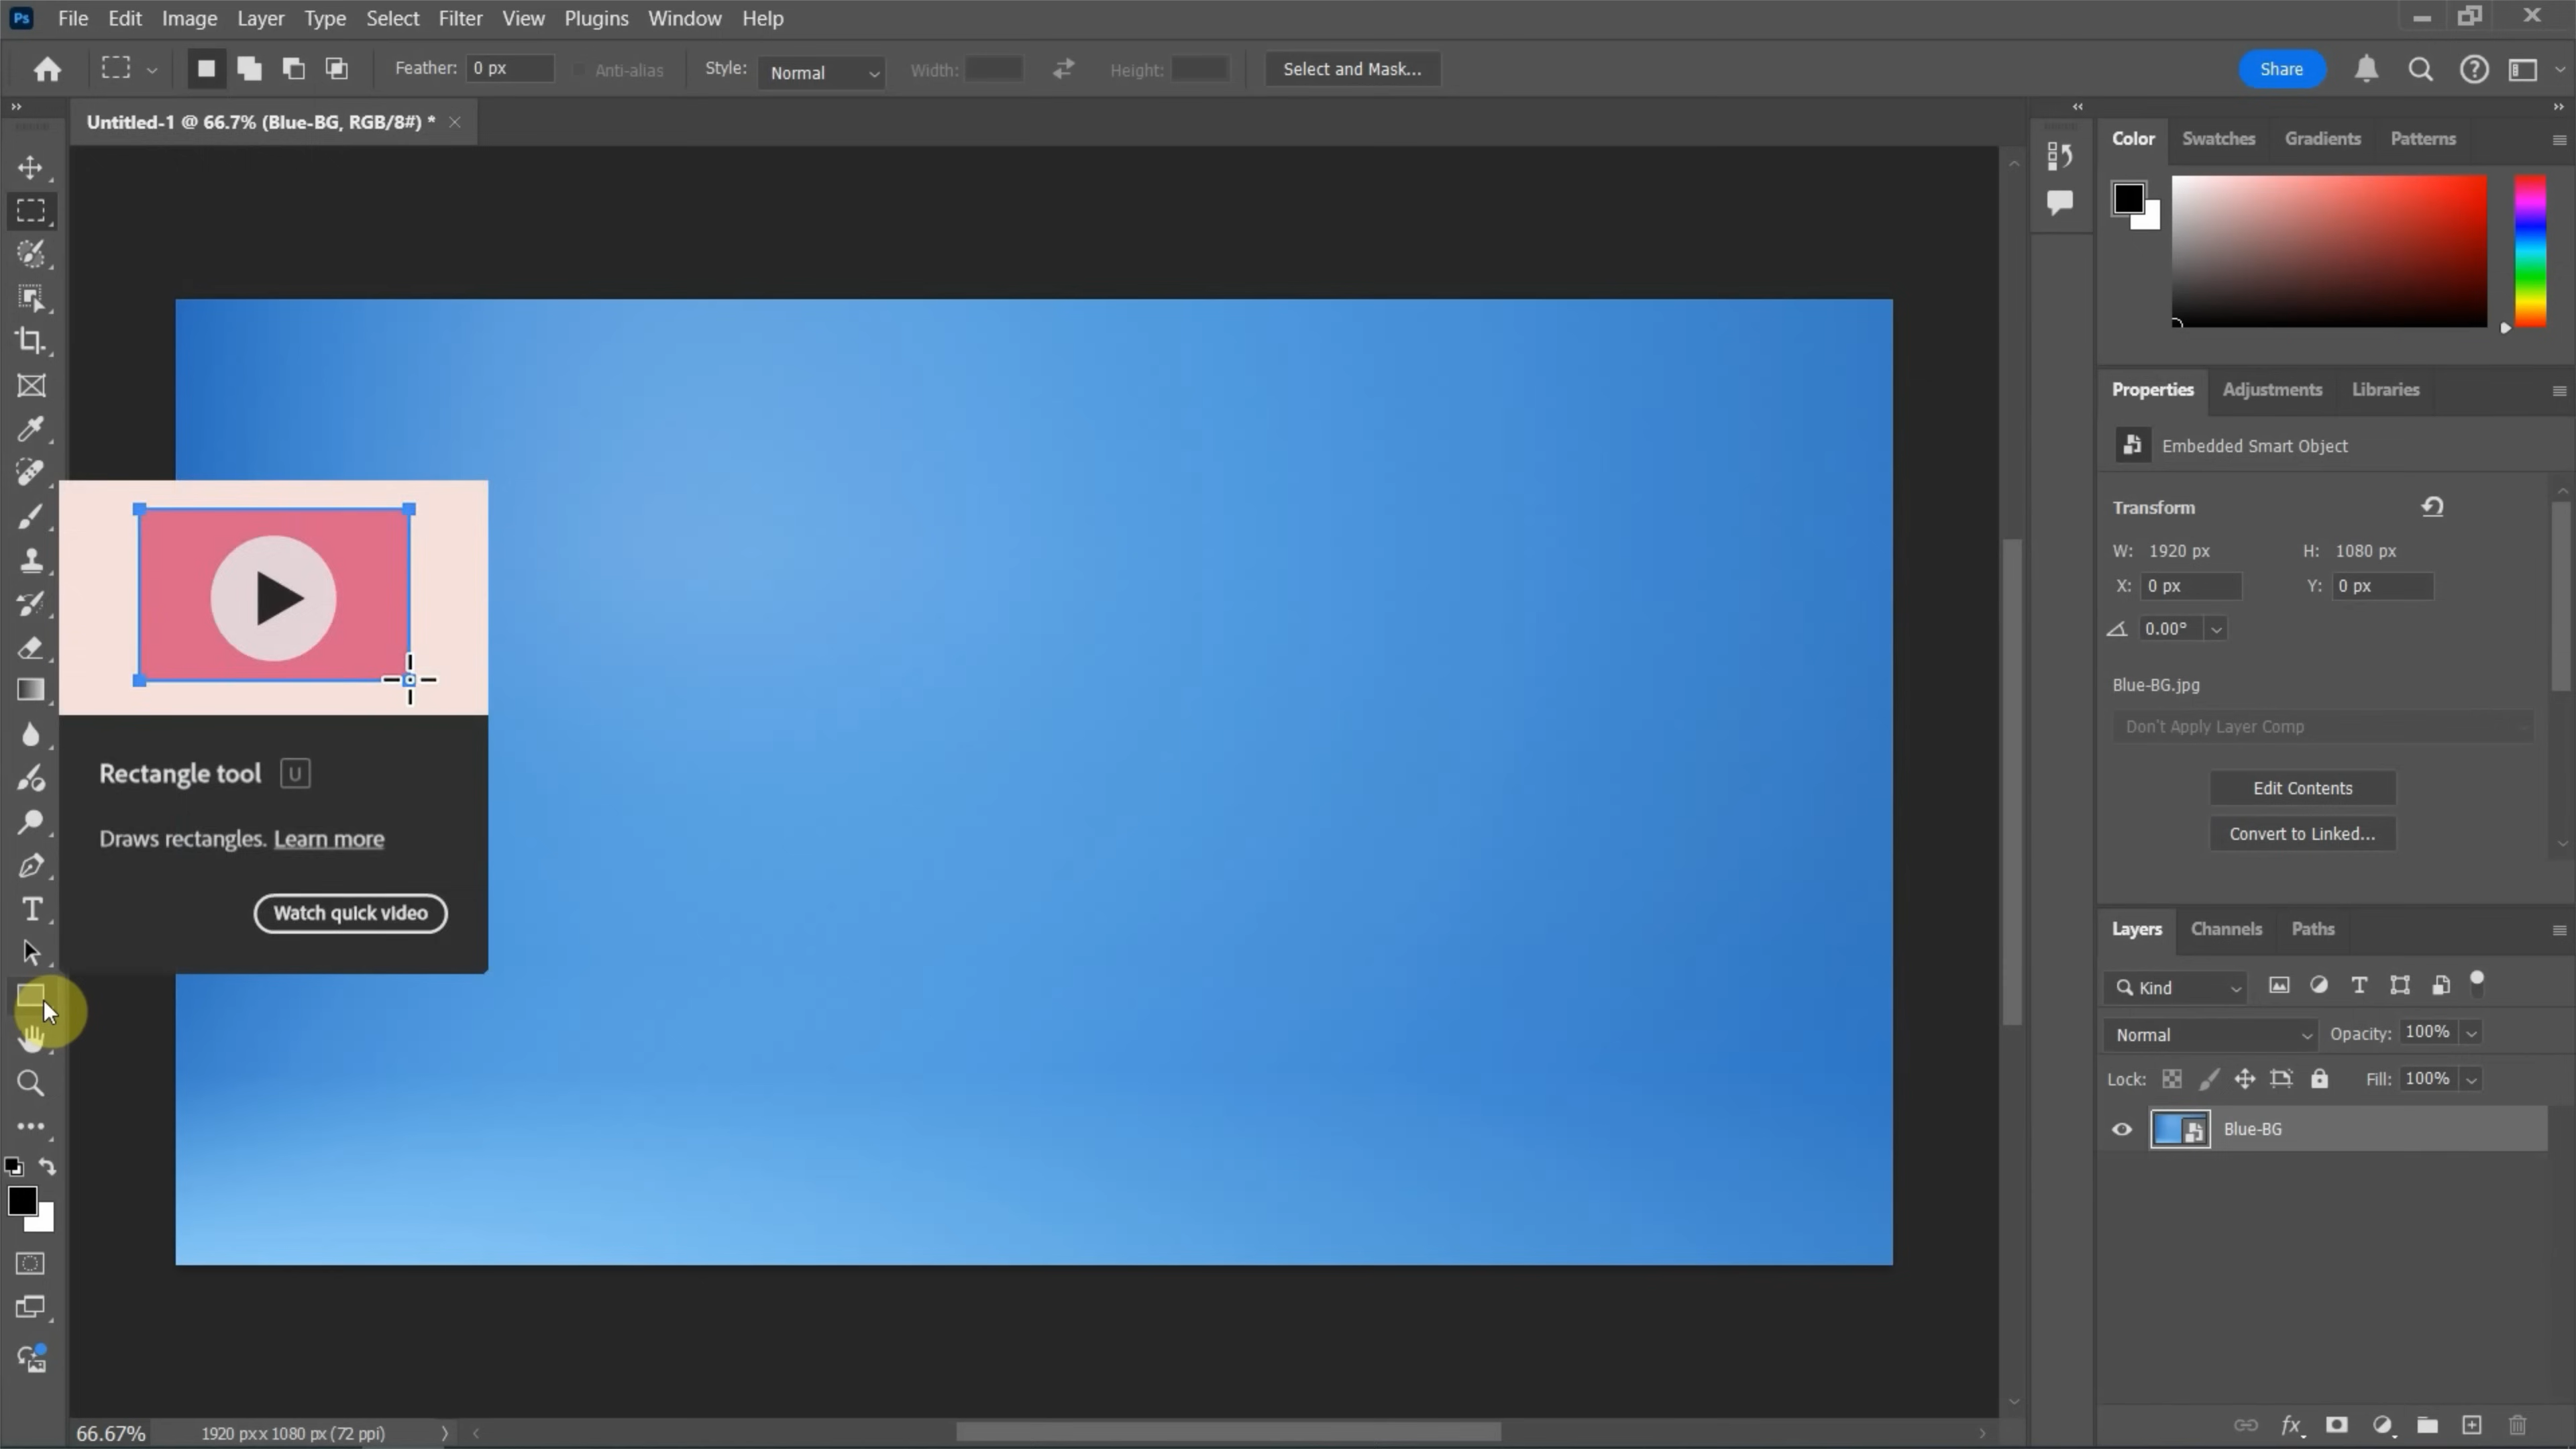 Ps File Edit Image Layer Type Select Filter View Plugins Window Help
Feather: 0 px Anti-alias Style: Normal Width: Height: Select and Mask... Share
Untitled-1 @ 66.7% (Blue-BG, RGB/8#) *
Color Swatches Gradients Patterns
Properties Adjustments Libraries
Embedded Smart Object
Transform
W: 1920 px H: 1080 px
X: 0 px Y: 0 px
0.00°
Blue-BG.jpg
Don't Apply Layer Comp
Edit Contents
Convert to Linked...
Rectangle tool U
Draws rectangles. Learn more
Watch quick video
Layers Channels Paths
Kind
Normal Opacity: 100%
Lock: Fill: 100%
Blue-BG
66.67% 1920 px x 1080 px (72 ppi)